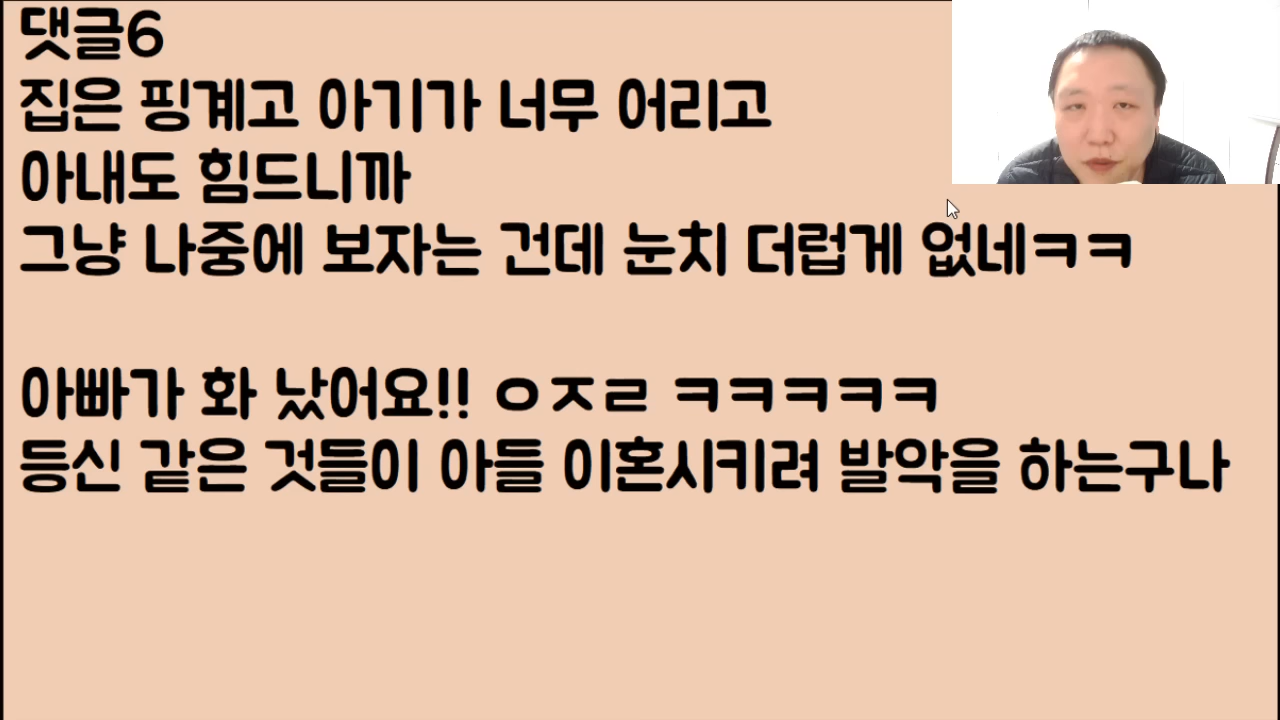 댓글6
집은 핑계고 아기가 너무 어리고
아내도 힘드니까
그냥 나중에 보자는 건데 눈치 더럽게 없네ㅋㅋ
아빠가 화 났어요!! ㅇㅈㄹ ㅋㅋㅋㅋㅋ
등신 같은 것들이 아들 이혼시키려 발악을 하는구나